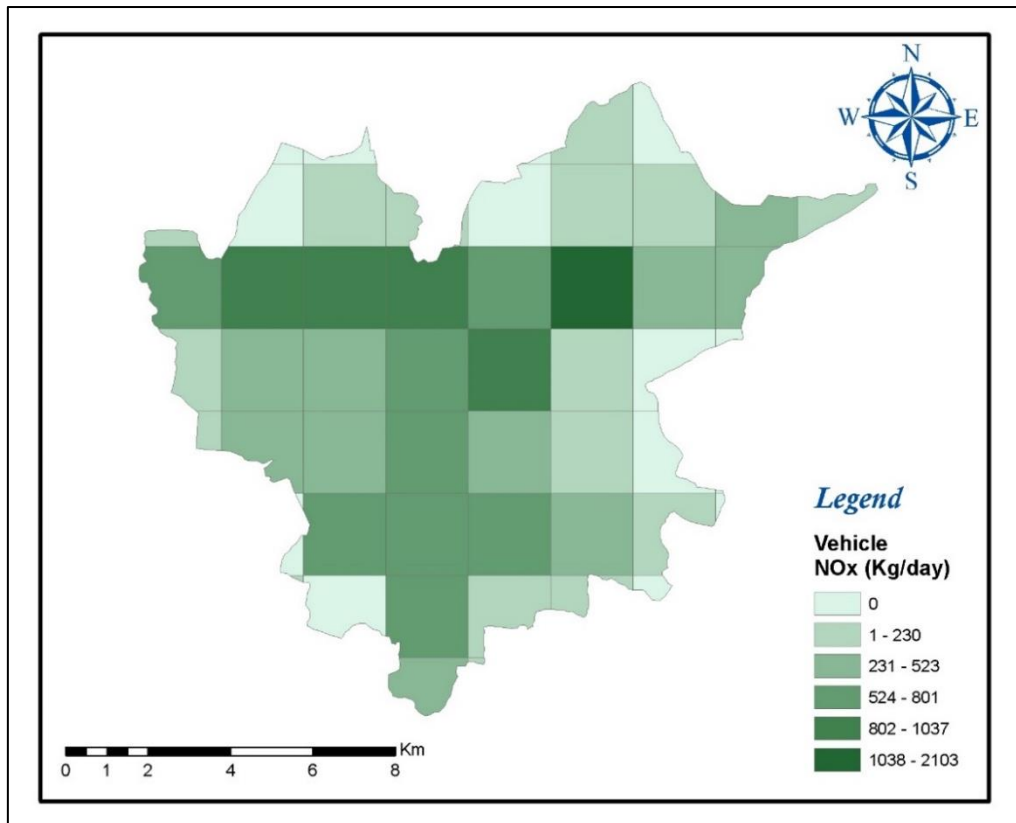 N
W E
S
Legend
Vehicle
NOx (Kg/day)
0
1 - 230
231 - 523
524 - 801
802 - 1037
1038 - 2103
Km
0 1 2 4 6 8